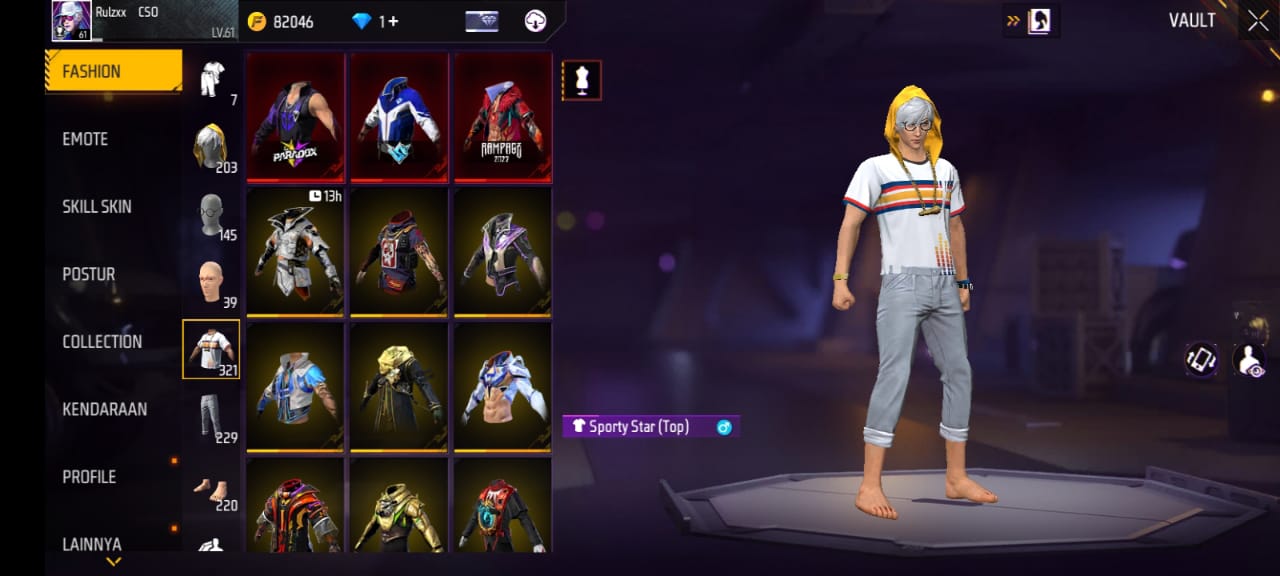 Rulzxx CSO
61
LV.61
82046
1+
VAULT
FASHION
7
EMOTE
203
SKILL SKIN
145
POSTUR
39
COLLECTION
321
KENDARAAN
229
PROFILE
220
LAINNYA
PARADOX
RAMPAGE
2023
13h
Sporty Star (Top)